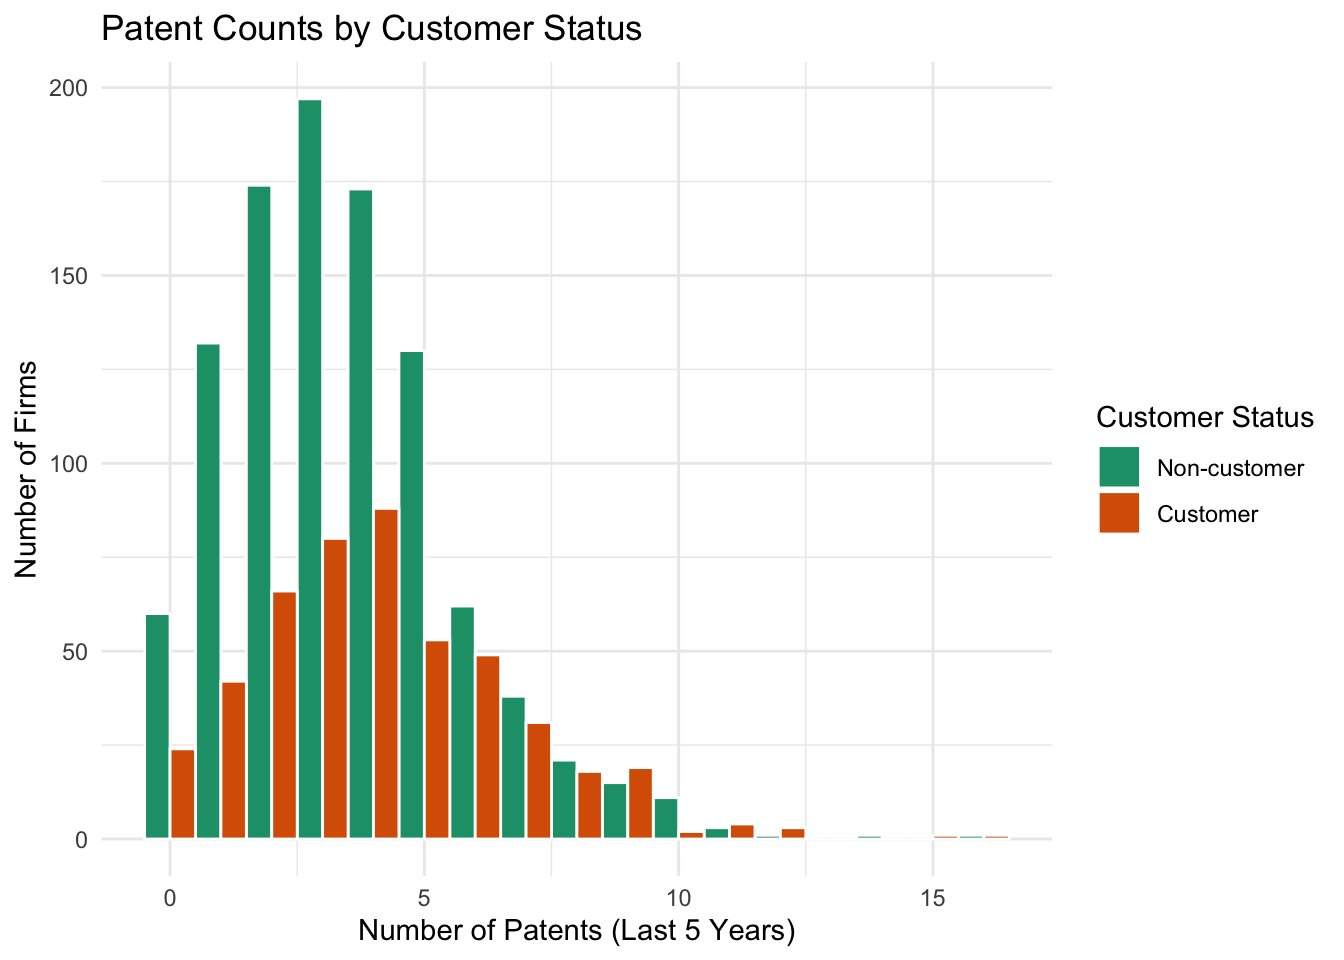 Patent Counts by Customer Status
200
150
100
50
0
Number of Firms
0 5 10 15
Number of Patents (Last 5 Years)
Customer Status
Non-customer
Customer